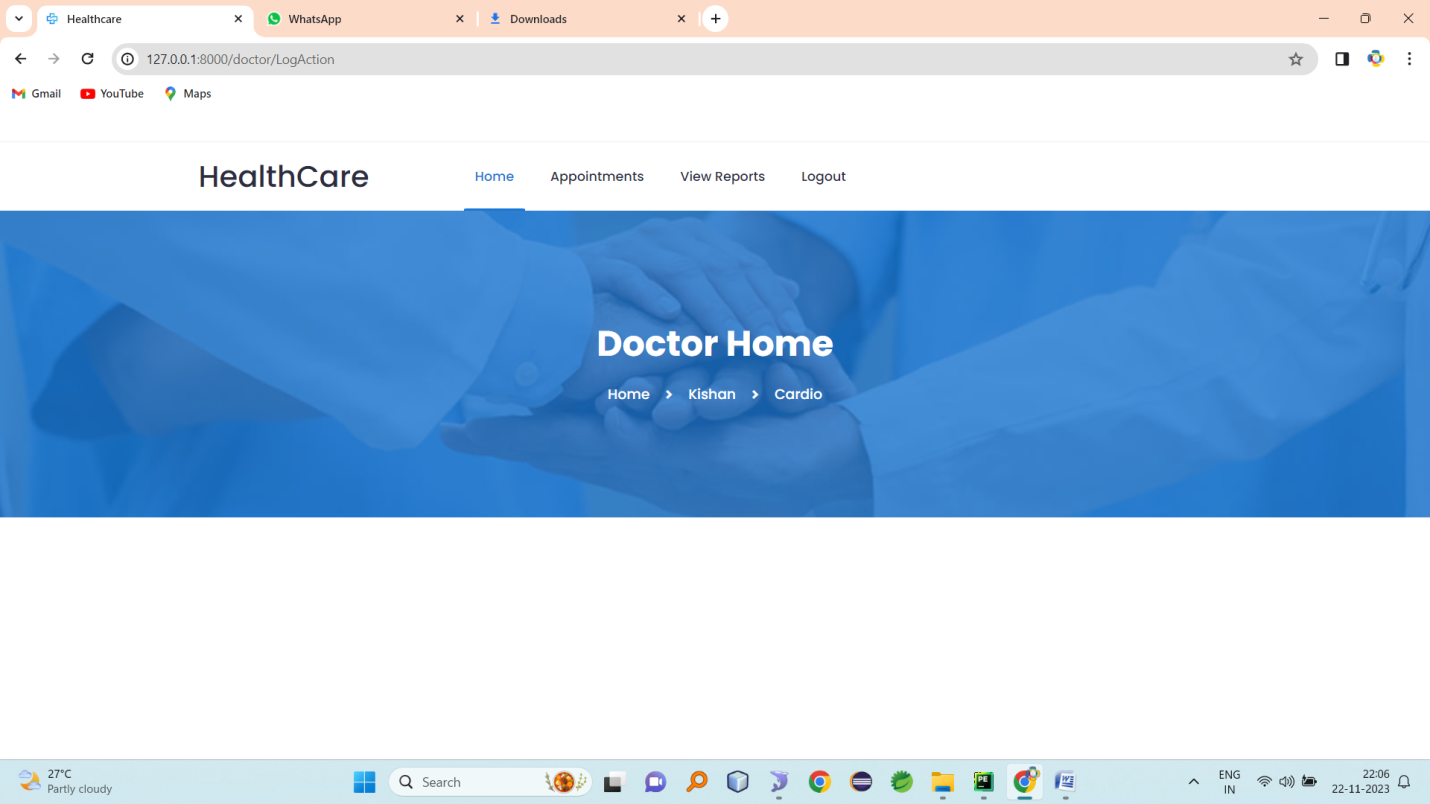 Healthcare
WhatsApp
Downloads
127.0.0.1:8000/doctor/LogAction
Gmail
YouTube
Maps
HealthCare
Home
Appointments
View Reports
Logout
Doctor Home
Home > Kishan > Cardio
27°C
Partly cloudy
Search
PE
ENG
IN
22:06
22-11-2023